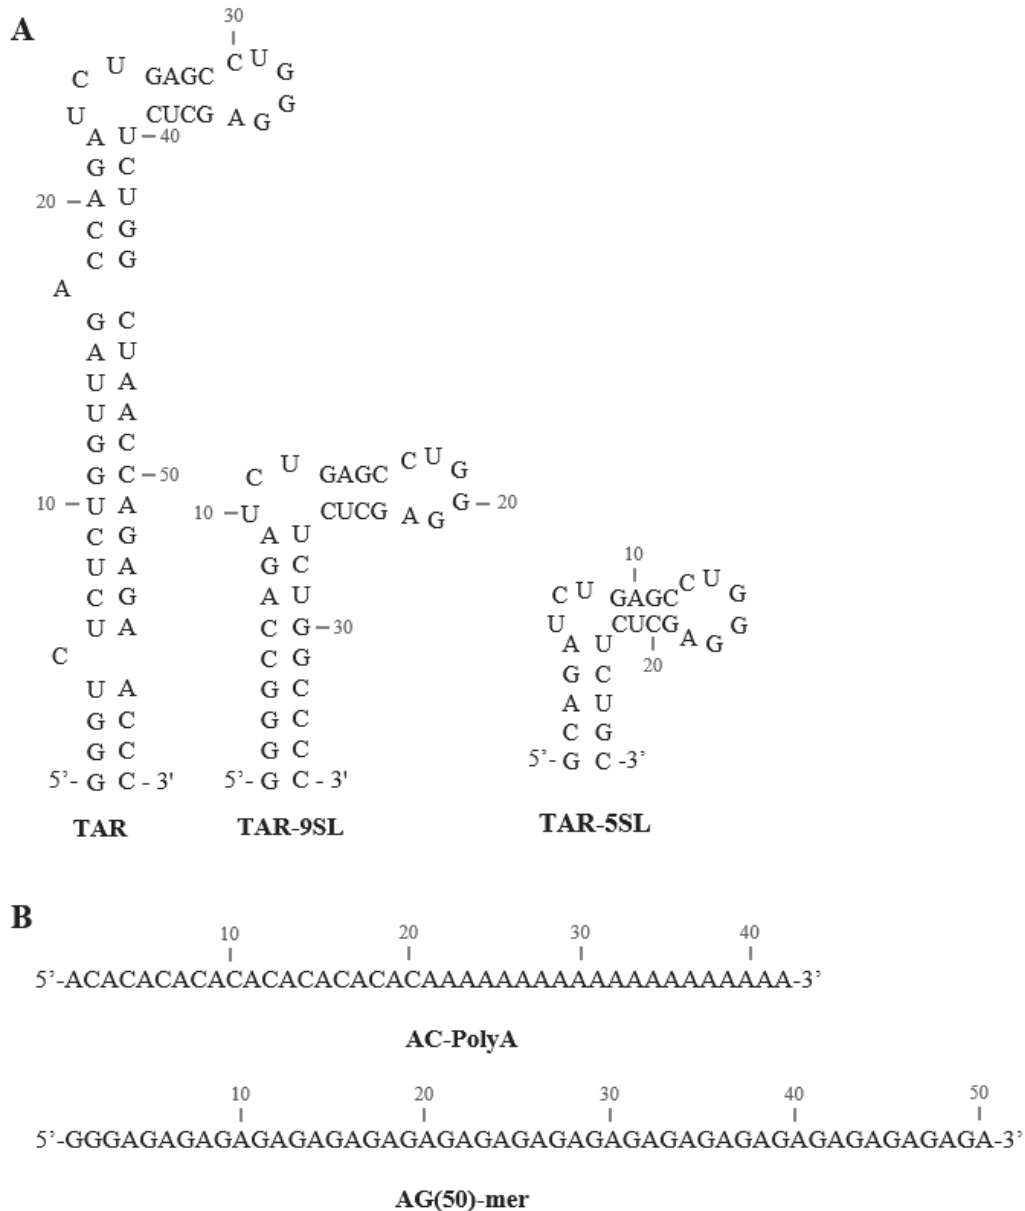 A
30
C U GAGC C U G
U CUCG A G G
A U – 40
G C
20 – A U
C G
C G
A
G C
A U
U A
U A
G C
G C – 50
10 – U A
C G
U A
C G
U A
C
U A
G C
G C
5’- G C - 3'
TAR
C U GAGC C U G
10 – U CUCG A G G – 20
A U
G C
A U
C G – 30
C G
G C
G C
G C
5’- G C - 3'
TAR-9SL
10
C U GAGC C U G
U CUCG A G G
20
A U
G C
A U
C G
5’- G C -3’
TAR-5SL
B
10 20 30 40
5’-ACACACACACACACACACACAAAAAAAAAAAAAAAAAAAAAA-3’
AC-PolyA
10 20 30 40 50
5’-GGGAGAGAGAGAGAGAGAGAGAGAGAGAGAGAGAGAGAGAGAGAGAGAGA-3’
AG(50)-mer